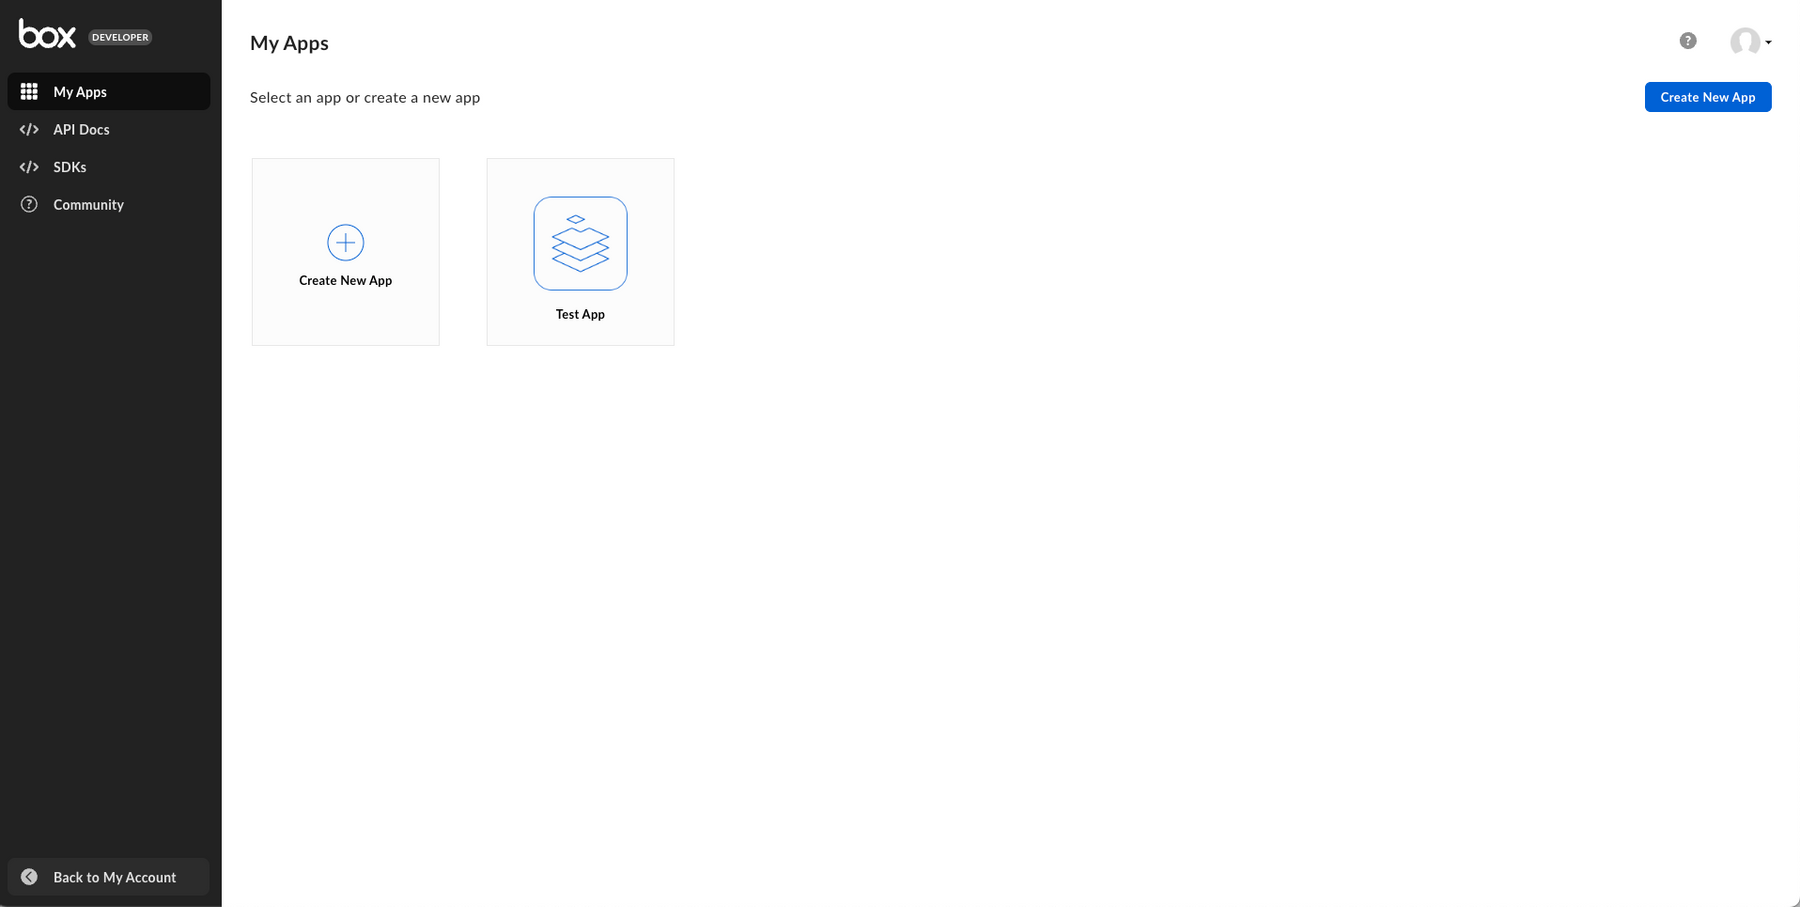 box DEVELOPER
My Apps
API Docs
SDKs
Community
Back to My Account
My Apps
Select an app or create a new app
Create New App
Create New App
Test App